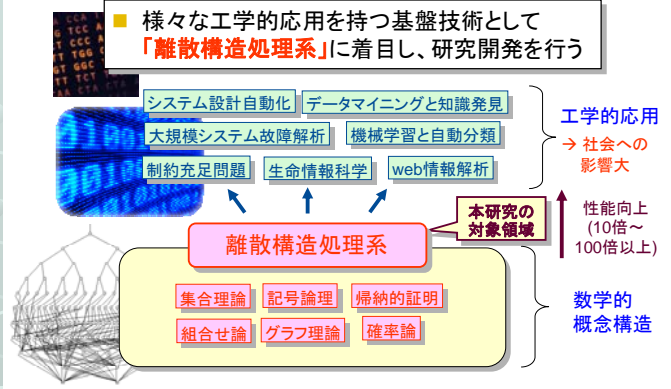 様々な工学的応用を持つ基盤技術として
「離散構造処理系」に着目し、研究開発を行う
システム設計自動化
データマイニングと知識発見
大規模システム故障解析
機械学習と自動分類
制約充足問題
生命情報科学
web情報解析
工学的応用
→ 社会への
影響大
本研究の
対象領域
性能向上
(10倍～
100倍以上)
離散構造処理系
集合理論
記号論理
帰納的証明
組合せ論
グラフ理論
確率論
数学的
概念構造